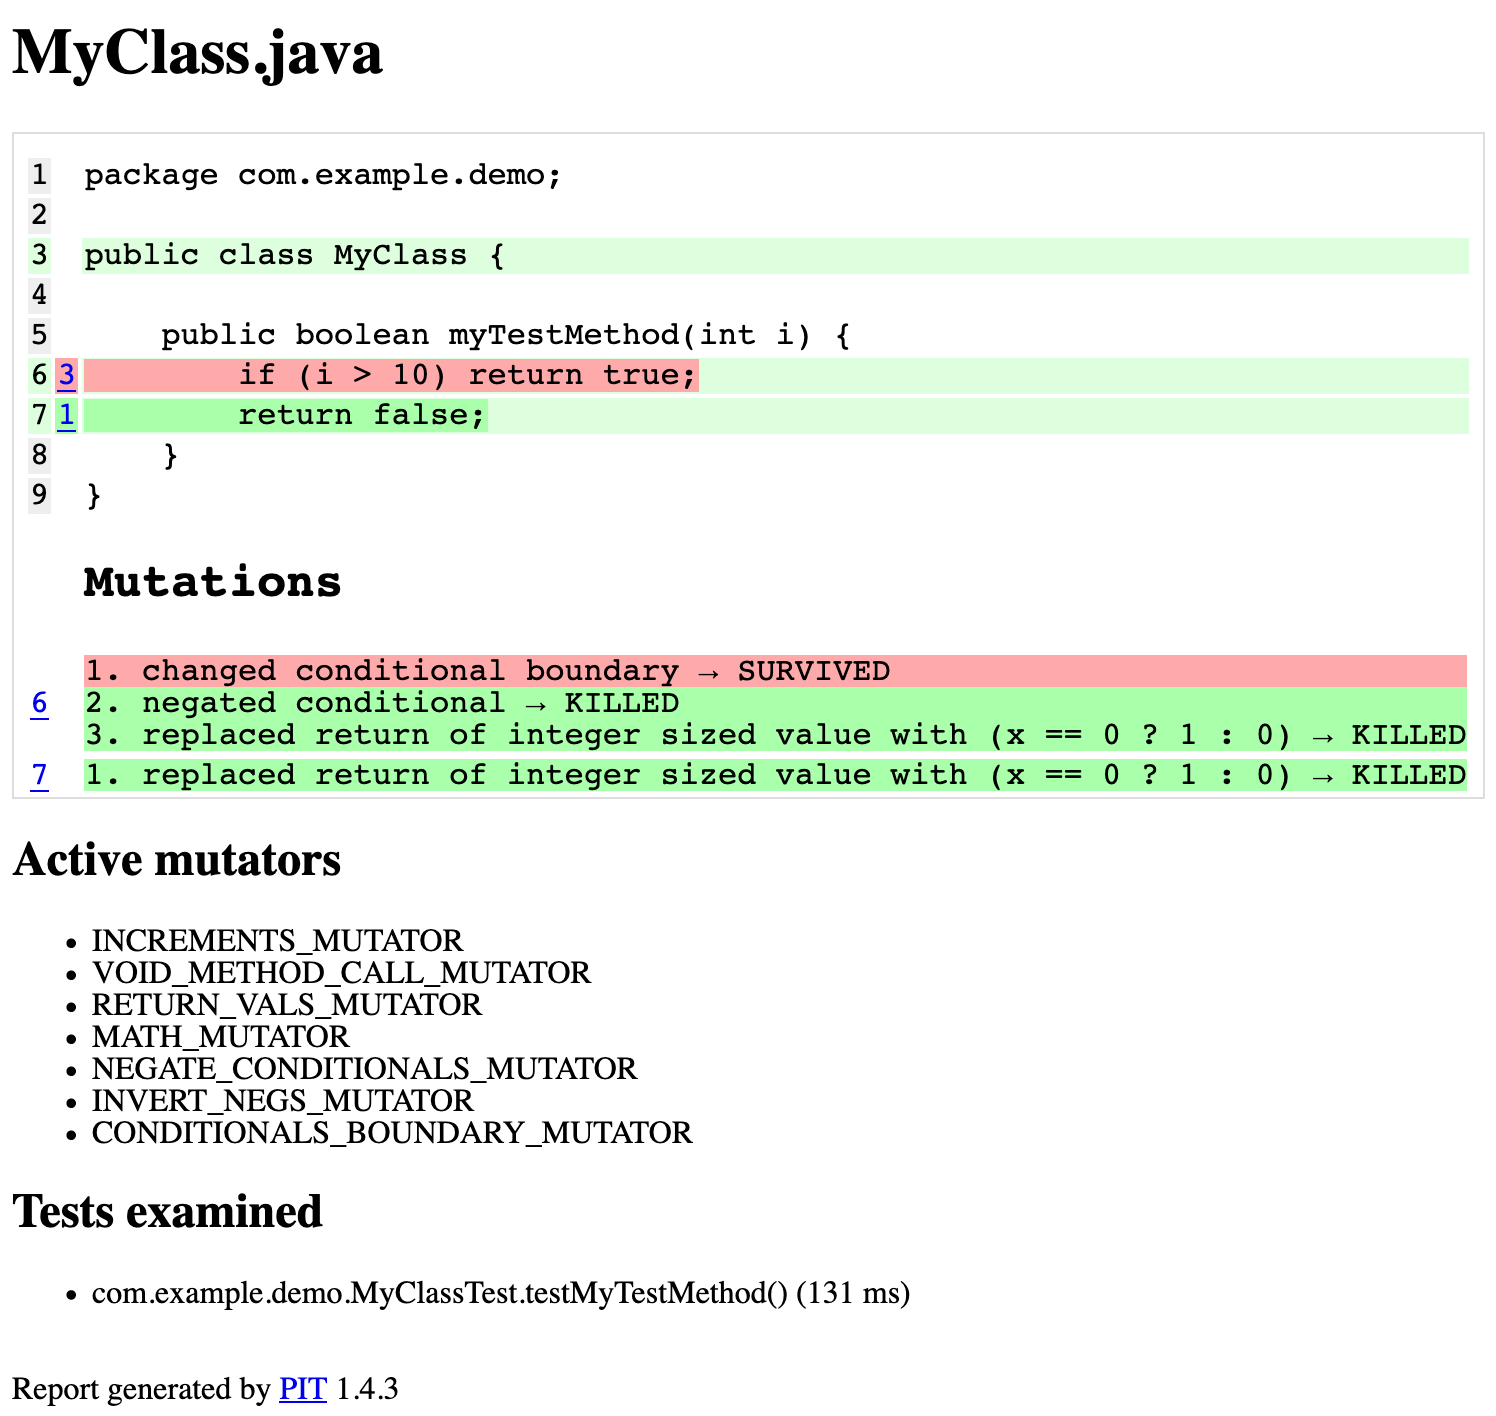 MyClass.java
1 package com.example.demo;
2
3 public class MyClass {
4
5     public boolean myTestMethod(int i) {
6 3         if (i > 10) return true;
7 1         return false;
8     }
9 }
Mutations
1. changed conditional boundary → SURVIVED
6 2. negated conditional → KILLED
3. replaced return of integer sized value with (x == 0 ? 1 : 0) → KILLED
7 1. replaced return of integer sized value with (x == 0 ? 1 : 0) → KILLED
Active mutators
• INCREMENTS_MUTATOR
• VOID_METHOD_CALL_MUTATOR
• RETURN_VALS_MUTATOR
• MATH_MUTATOR
• NEGATE_CONDITIONALS_MUTATOR
• INVERT_NEGS_MUTATOR
• CONDITIONALS_BOUNDARY_MUTATOR
Tests examined
• com.example.demo.MyClassTest.testMyTestMethod() (131 ms)
Report generated by PIT 1.4.3